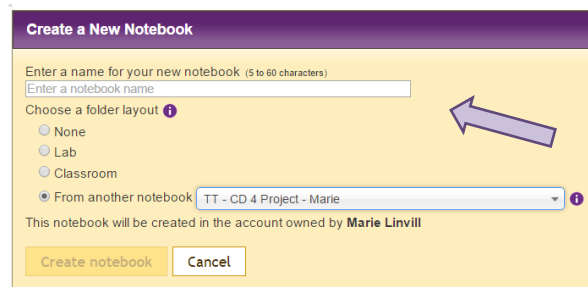 Create a New Notebook
Enter a name for your new notebook (5 to 60 characters)
Enter a notebook name
Choose a folder layout i
None
Lab
Classroom
From another notebook TT - CD 4 Project - Marie i
This notebook will be created in the account owned by Marie Linvill
Create notebook Cancel